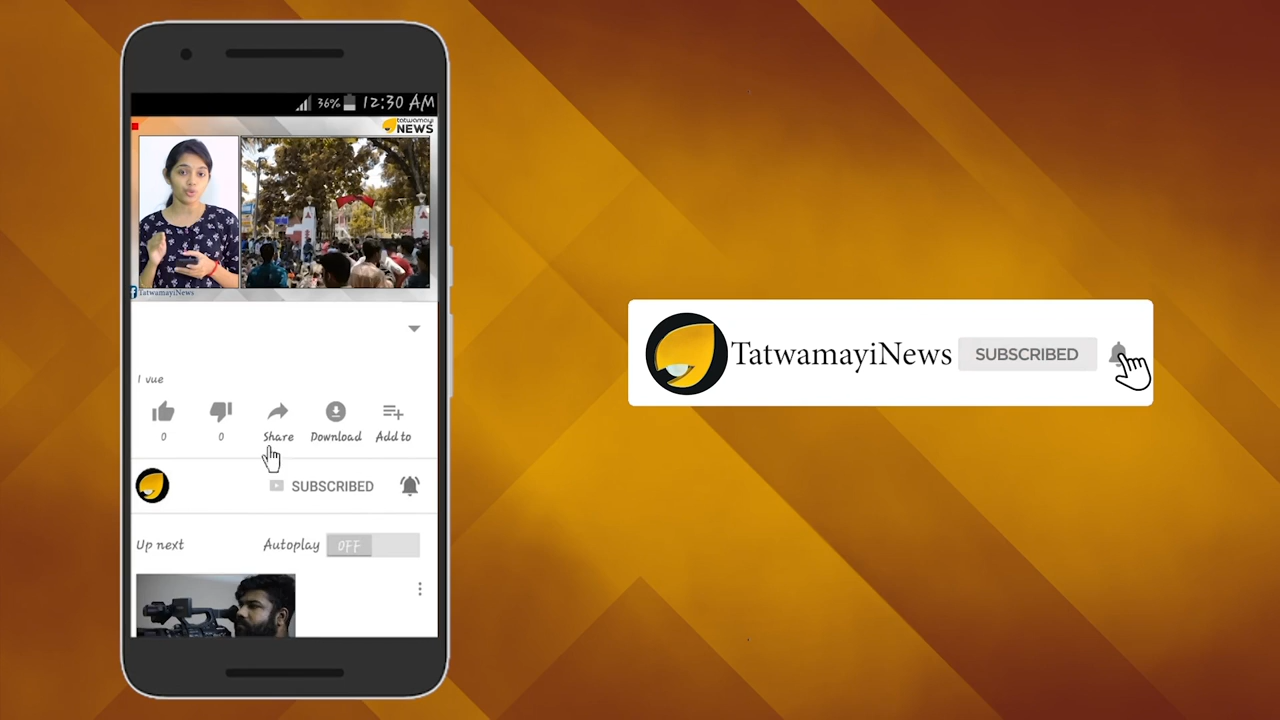 36% 12:30 AM
tatwamayi
NEWS
TatwamayiNews
1 vue
0 0 Share Download Add to
SUBSCRIBED
Up next Autoplay OFF
TatwamayiNews SUBSCRIBED